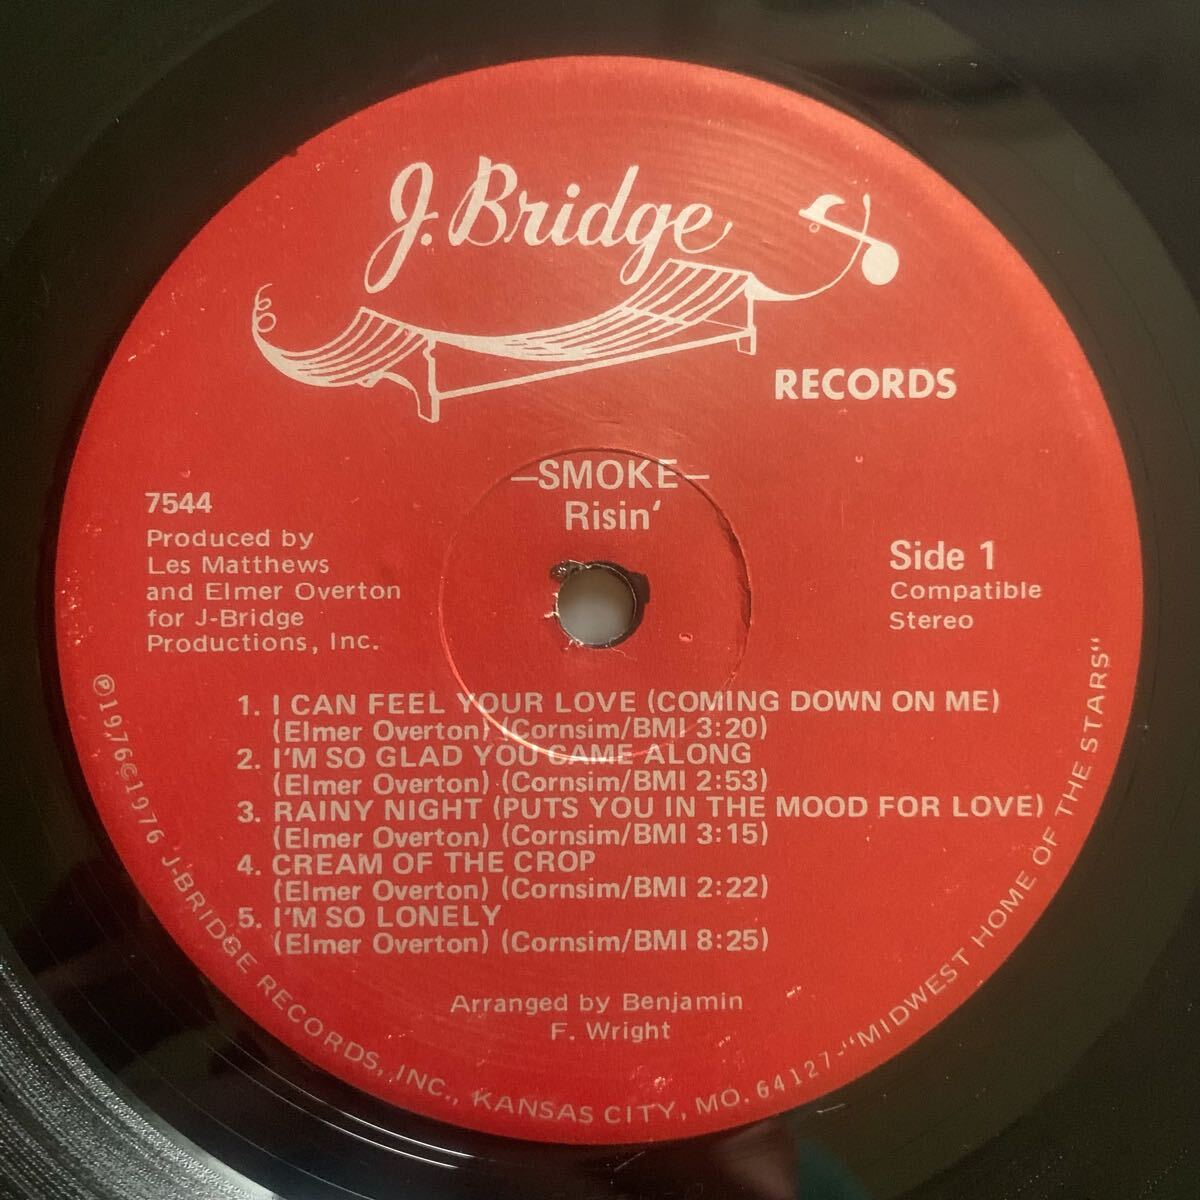 J. Bridge
RECORDS
—SMOKE—
Risin'
7544
Produced by
Les Matthews
and Elmer Overton
for J-Bridge
Productions, Inc.
Side 1
Compatible
Stereo
1. I CAN FEEL YOUR LOVE (COMING DOWN ON ME)
(Elmer Overton) (Cornsim/BMI 3:20)
2. I'M SO GLAD YOU CAME ALONG
(Elmer Overton) (Cornsim/BMI 2:53)
3. RAINY NIGHT (PUTS YOU IN THE MOOD FOR LOVE)
(Elmer Overton) (Cornsim/BMI 3:15)
4. CREAM OF THE CROP
(Elmer Overton) (Cornsim/BMI 2:22)
5. I'M SO LONELY
(Elmer Overton) (Cornsim/BMI 8:25)
Arranged by Benjamin
F. Wright
℗1976©1976 J-BRIDGE RECORDS, INC., KANSAS CITY, MO. 64127-"MIDWEST HOME OF THE STARS"